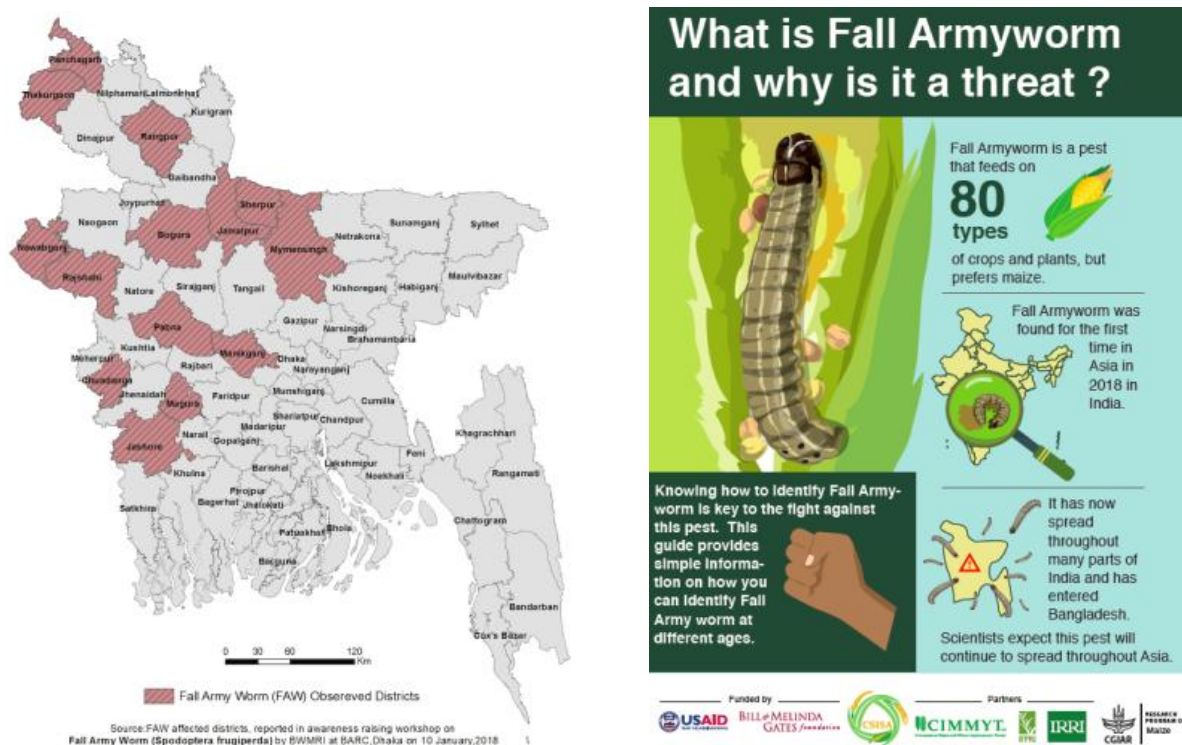 Panchagarh
Thakurgaon
Nilphamari
Lalmonirhat
Kurigram
Dinajpur
Rangpur
Gaibandha
Joypurhat
Naogaon
Bogura
Sherpur
Jamalpur
Mymensingh
Netrakona
Sunamganj
Sylhet
Maulvibazar
Habiganj
Kishoreganj
Nawabganj
Rajshahi
Natore
Sirajganj
Tangail
Gazipur
Narsingdi
Brahamanbaria
Pabna
Kushtia
Meherpur
Chuadanga
Jhenaidah
Rajbari
Manikganj
Dhaka
Narayanganj
Magura
Faridpur
Munshiganj
Cumilla
Jashore
Narail
Gopalganj
Madaripur
Shariatpur
Chandpur
Khagrachhari
Khulna
Barishal
Lakshmipur
Feni
Noakhali
Rangamati
Satkhira
Bagerhat
Pirojpur
Jhalokati
Patuakhali
Bhola
Barguna
Chattogram
Bandarban
Cox's Bazar
0 30 60 120
Km
Fall Army Worm (FAW) Obsereved Districts
Source:FAW affected districts, reported in awareness raising workshop on
Fall Army Worm (Spodoptera frugiperda) by BWMRI at BARC,Dhaka on 10 January,2018
What is Fall Armyworm
and why is it a threat ?
Fall Armyworm is a pest
that feeds on
80
types
of crops and plants, but
prefers maize.
Fall Armyworm was
found for the first
time in
Asia in
2018 in
India.
Knowing how to identify Fall Army-
worm is key to the fight against
this pest. This
guide provides
simple informa-
tion on how you
can identify Fall
Army worm at
different ages.
It has now
spread
throughout
many parts of
India and has
entered
Bangladesh.
Scientists expect this pest will
continue to spread throughout Asia.
Funded by
Partners
USAID
BILL & MELINDA
GATES foundation
CSISA
CIMMYT
IFPRI
IRRI
CGIAR
RESEARCH
PROGRAM ON
Maize